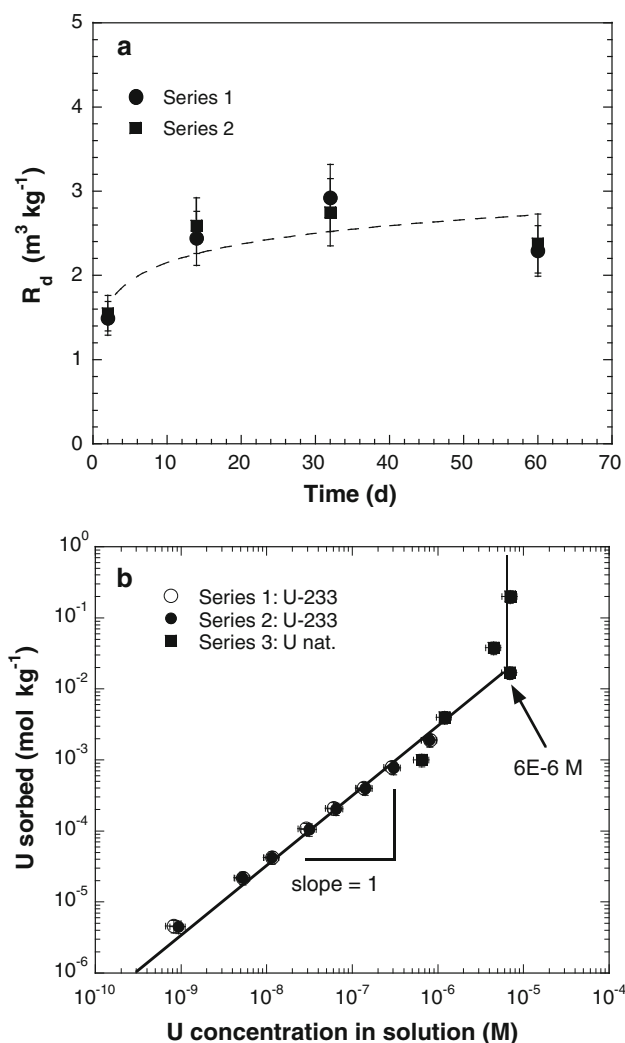 a
Series 1
Series 2
R_d (m³ kg⁻¹)
5
4
3
2
1
0
0 10 20 30 40 50 60 70
Time (d)
b
Series 1: U-233
Series 2: U-233
Series 3: U nat.
U sorbed (mol kg⁻¹)
10⁰
10⁻¹
10⁻²
10⁻³
10⁻⁴
10⁻⁵
10⁻⁶
6E-6 M
slope = 1
10⁻¹⁰ 10⁻⁹ 10⁻⁸ 10⁻⁷ 10⁻⁶ 10⁻⁵ 10⁻⁴
U concentration in solution (M)